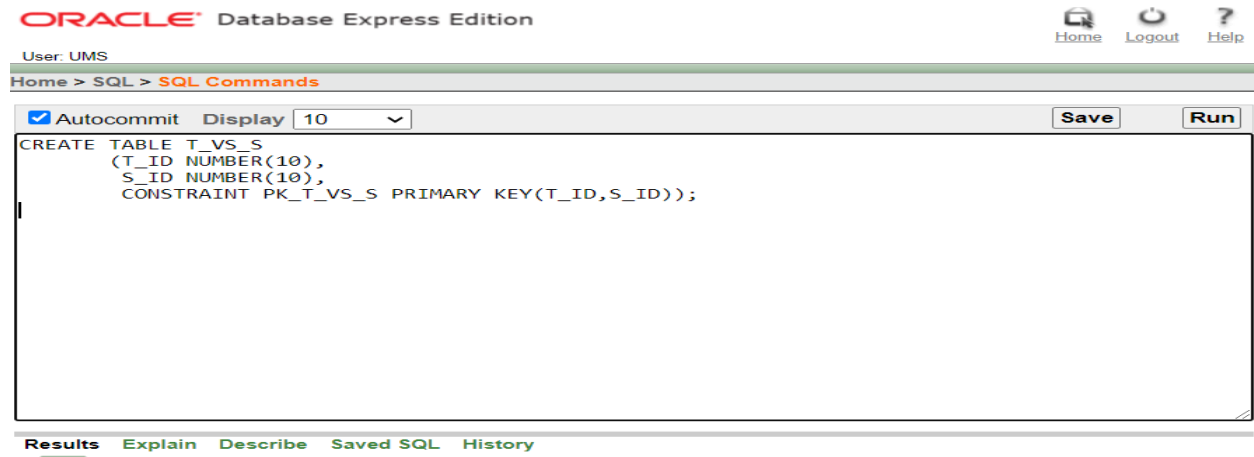 ORACLE Database Express Edition
Home Logout ? Help
User: UMS
Home > SQL > SQL Commands
Autocommit Display 10 Save Run
CREATE TABLE T_VS_S
(T_ID NUMBER(10),
S_ID NUMBER(10),
CONSTRAINT PK_T_VS_S PRIMARY KEY(T_ID,S_ID));
Results Explain Describe Saved SQL History